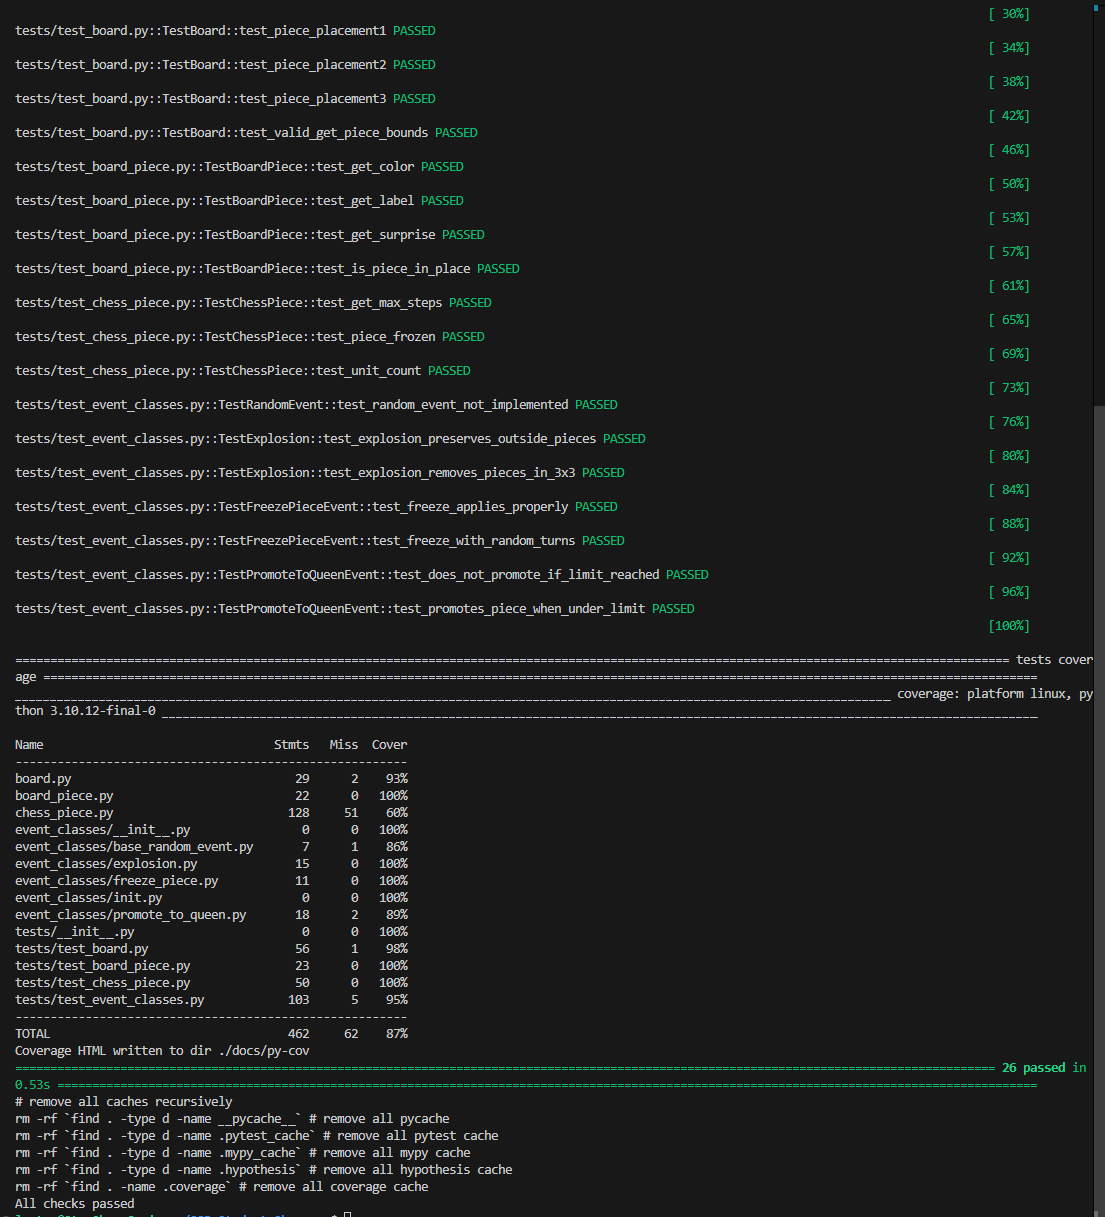 [ 30%]
tests/test_board.py::TestBoard::test_piece_placement1 PASSED
[ 34%]
tests/test_board.py::TestBoard::test_piece_placement2 PASSED
[ 38%]
tests/test_board.py::TestBoard::test_piece_placement3 PASSED
[ 42%]
tests/test_board.py::TestBoard::test_valid_get_piece_bounds PASSED
[ 46%]
tests/test_board_piece.py::TestBoardPiece::test_get_color PASSED
[ 50%]
tests/test_board_piece.py::TestBoardPiece::test_get_label PASSED
[ 53%]
tests/test_board_piece.py::TestBoardPiece::test_get_surprise PASSED
[ 57%]
tests/test_board_piece.py::TestBoardPiece::test_is_piece_in_place PASSED
[ 61%]
tests/test_chess_piece.py::TestChessPiece::test_get_max_steps PASSED
[ 65%]
tests/test_chess_piece.py::TestChessPiece::test_piece_frozen PASSED
[ 69%]
tests/test_chess_piece.py::TestChessPiece::test_unit_count PASSED
[ 73%]
tests/test_event_classes.py::TestRandomEvent::test_random_event_not_implemented PASSED
[ 76%]
tests/test_event_classes.py::TestExplosion::test_explosion_preserves_outside_pieces PASSED
[ 80%]
tests/test_event_classes.py::TestExplosion::test_explosion_removes_pieces_in_3x3 PASSED
[ 84%]
tests/test_event_classes.py::TestFreezePieceEvent::test_freeze_applies_properly PASSED
[ 88%]
tests/test_event_classes.py::TestFreezePieceEvent::test_freeze_with_random_turns PASSED
[ 92%]
tests/test_event_classes.py::TestPromoteToQueenEvent::test_does_not_promote_if_limit_reached PASSED
[ 96%]
tests/test_event_classes.py::TestPromoteToQueenEvent::test_promotes_piece_when_under_limit PASSED
[100%]
============================================================================================================================================== tests cover
age ==============================================================================================================================================
_____________________________________________________________________________________________________________________________ coverage: platform linux, py
thon 3.10.12-final-0 _____________________________________________________________________________________________________________________________
Name Stmts Miss Cover
--------------------------------------------------------
board.py 29 2 93%
board_piece.py 22 0 100%
chess_piece.py 128 51 60%
event_classes/__init__.py 0 0 100%
event_classes/base_random_event.py 7 1 86%
event_classes/explosion.py 15 0 100%
event_classes/freeze_piece.py 11 0 100%
event_classes/init.py 0 0 100%
event_classes/promote_to_queen.py 18 2 89%
tests/__init__.py 0 0 100%
tests/test_board.py 56 1 98%
tests/test_board_piece.py 23 0 100%
tests/test_chess_piece.py 50 0 100%
tests/test_event_classes.py 103 5 95%
--------------------------------------------------------
TOTAL 462 62 87%
Coverage HTML written to dir ./docs/py-cov
============================================================================================================================================ 26 passed in
0.53s ============================================================================================================================================
# remove all caches recursively
rm -rf `find . -type d -name __pycache__` # remove all pycache
rm -rf `find . -type d -name .pytest_cache` # remove all pytest cache
rm -rf `find . -type d -name .mypy_cache` # remove all mypy cache
rm -rf `find . -type d -name .hypothesis` # remove all hypothesis cache
rm -rf `find . -name .coverage` # remove all coverage cache
All checks passed